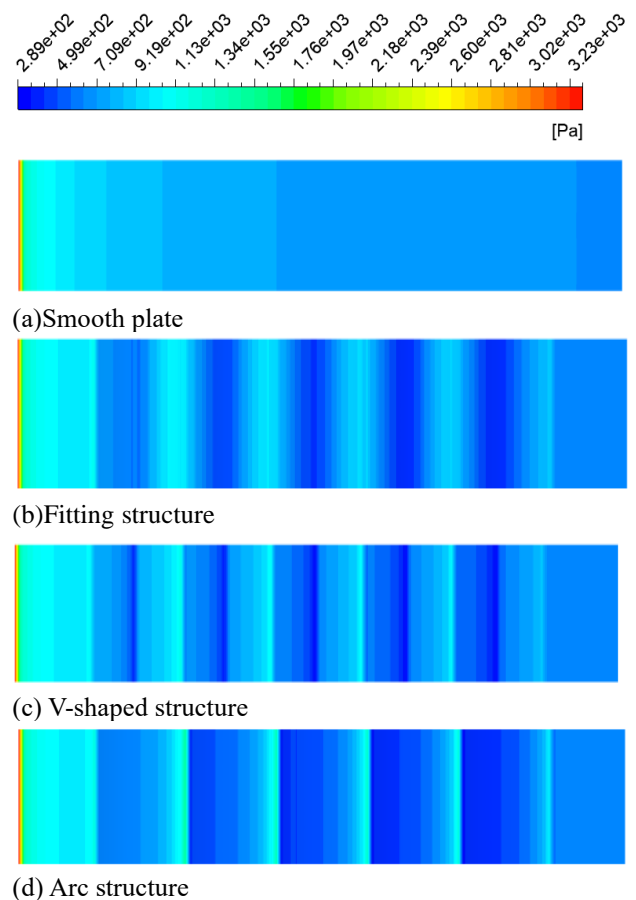 2.89e+02 4.99e+02 7.09e+02 9.19e+02 1.13e+03 1.34e+03 1.55e+03 1.76e+03 1.97e+03 2.18e+03 2.39e+03 2.60e+03 2.81e+03 3.02e+03 3.23e+03
[Pa]
(a)Smooth plate
(b)Fitting structure
(c) V-shaped structure
(d) Arc structure